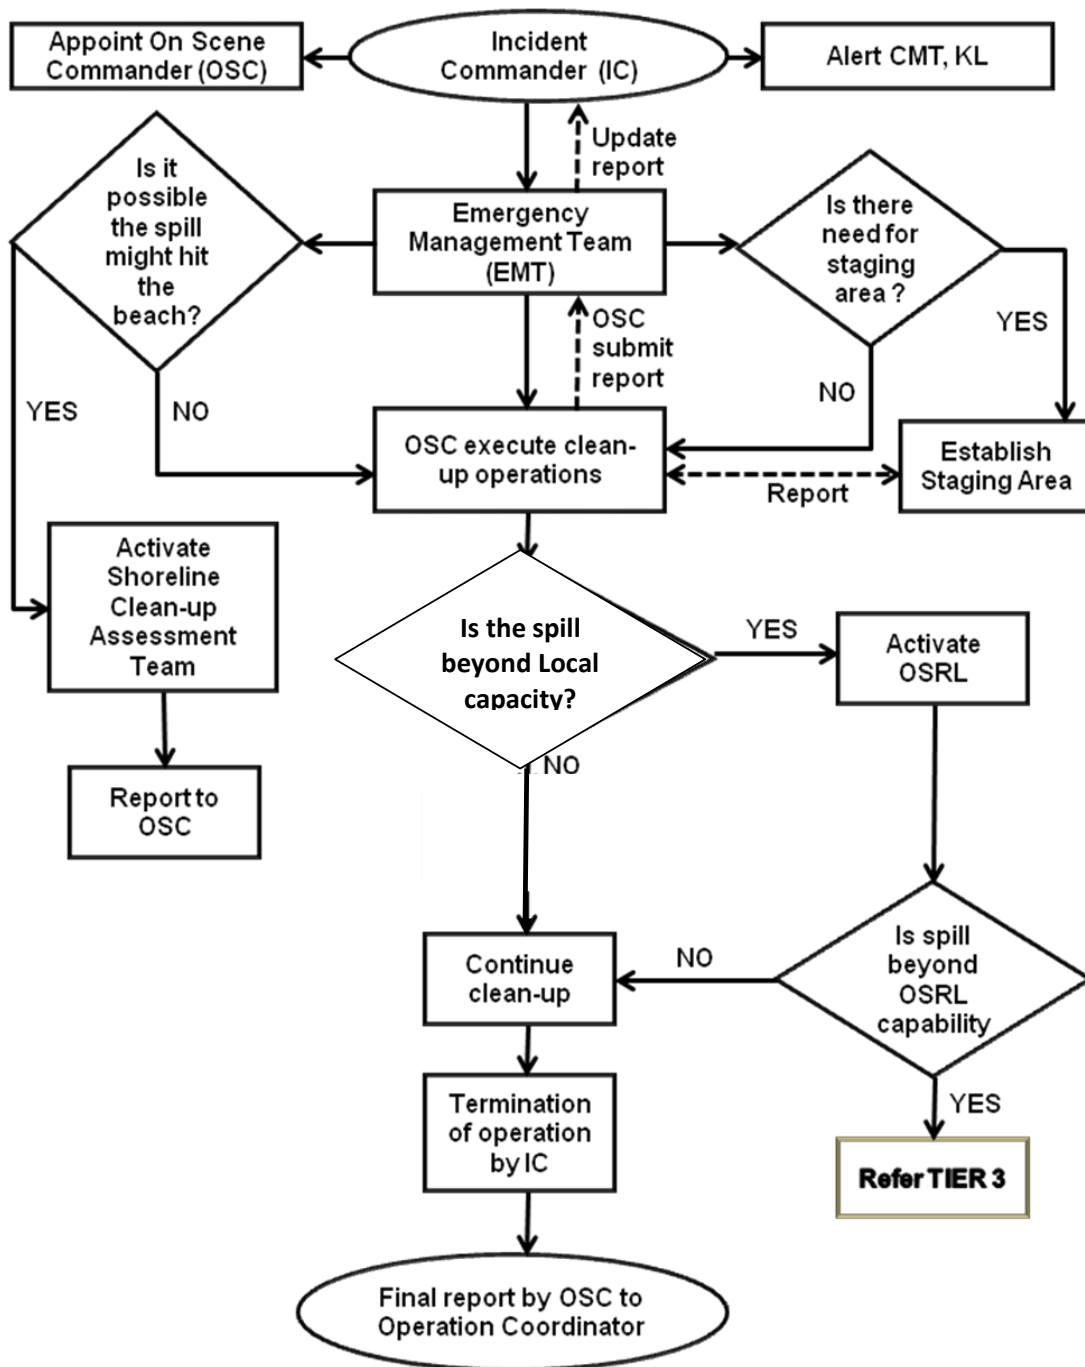 Appoint On Scene
Commander (OSC)
Incident
Commander (IC)
Alert CMT, KL
Update
report
Is it
possible
the spill
might hit
the
beach?
Emergency
Management Team
(EMT)
Is there
need for
staging
area ?
OSC
submit
report
YES
NO
YES
NO
OSC execute clean-
up operations
Report
Establish
Staging Area
Activate
Shoreline
Clean-up
Assessment
Team
Is the spill
beyond Local
capacity?
YES
Activate
OSRL
NO
Report to
OSC
Continue
clean-up
NO
Is spill
beyond
OSRL
capability
YES
Termination
of operation
by IC
Refer TIER 3
Final report by OSC to
Operation Coordinator